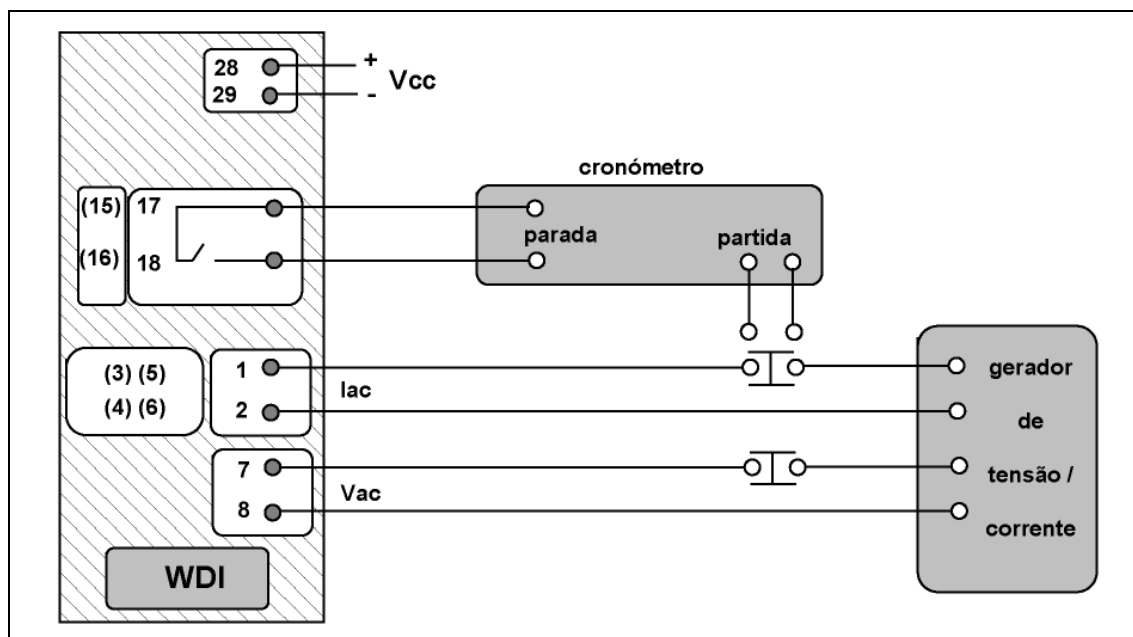 28 +
Vcc
29 -
cronómetro
(15) 17
parada partida
(16) 18
(3) (5) 1 gerador
Iac
(4) (6) 2 de
7 tensão /
Vac
8 corrente
WDI